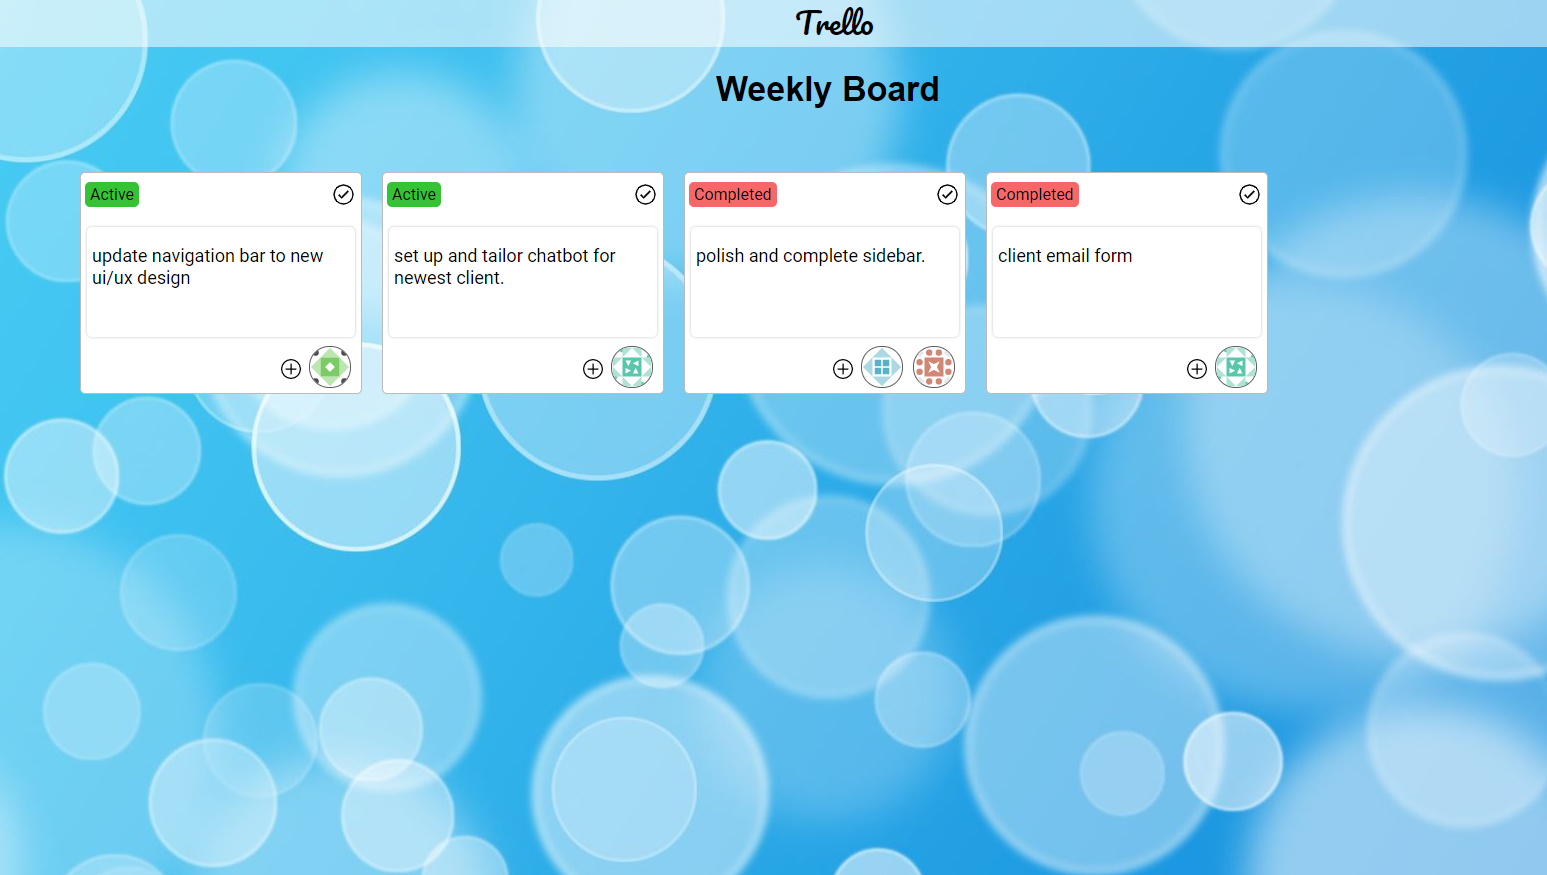 Trello
Weekly Board
Active
update navigation bar to new
ui/ux design
Active
set up and tailor chatbot for
newest client.
Completed
polish and complete sidebar.
Completed
client email form